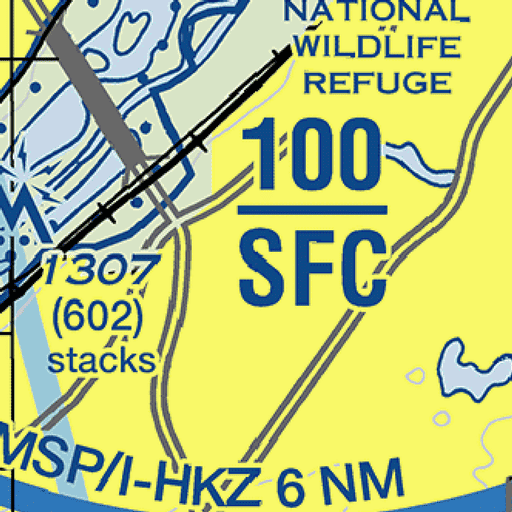 NATIONAL
WILDLIFE
REFUGE
100
SFC
1307
(602)
stacks
MSP/I-HKZ 6 NM